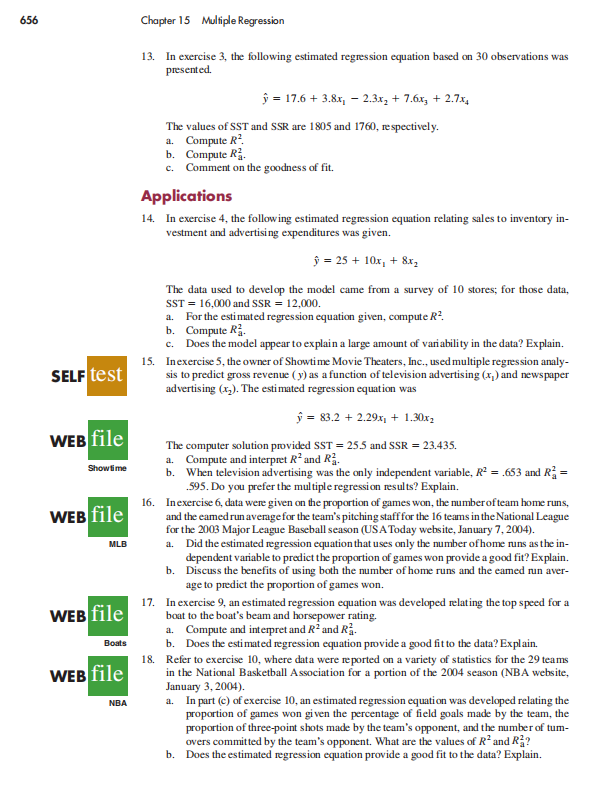 656
Chapter 15 Multiple Regression
13. In exercise 3, the following estimated regression equation based on 30 observations was
presented.
ŷ = 17.6 + 3.8x₁ − 2.3x₂ + 7.6x₃ + 2.7x₄
The values of SST and SSR are 1805 and 1760, respectively.
a. Compute R².
b. Compute R²ₐ.
c. Comment on the goodness of fit.
Applications
14. In exercise 4, the following estimated regression equation relating sales to inventory in-
vestment and advertising expenditures was given.
ŷ = 25 + 10x₁ + 8x₂
The data used to develop the model came from a survey of 10 stores; for those data,
SST = 16,000 and SSR = 12,000.
a. For the estimated regression equation given, compute R².
b. Compute R²ₐ.
c. Does the model appear to explain a large amount of variability in the data? Explain.
SELF test
15. In exercise 5, the owner of Showtime Movie Theaters, Inc., used multiple regression analy-
sis to predict gross revenue (y) as a function of television advertising (x₁) and newspaper
advertising (x₂). The estimated regression equation was
ŷ = 83.2 + 2.29x₁ + 1.30x₂
WEB file
Showtime
The computer solution provided SST = 25.5 and SSR = 23.435.
a. Compute and interpret R² and R²ₐ.
b. When television advertising was the only independent variable, R² = .653 and R²ₐ =
.595. Do you prefer the multiple regression results? Explain.
WEB file
MLB
16. In exercise 6, data were given on the proportion of games won, the number of team home runs,
and the earned run average for the team's pitching staff for the 16 teams in the National League
for the 2003 Major League Baseball season (USA Today website, January 7, 2004).
a. Did the estimated regression equation that uses only the number of home runs as the in-
dependent variable to predict the proportion of games won provide a good fit? Explain.
b. Discuss the benefits of using both the number of home runs and the earned run aver-
age to predict the proportion of games won.
WEB file
Boats
17. In exercise 9, an estimated regression equation was developed relating the top speed for a
boat to the boat's beam and horsepower rating.
a. Compute and interpret and R² and R²ₐ.
b. Does the estimated regression equation provide a good fit to the data? Explain.
WEB file
NBA
18. Refer to exercise 10, where data were reported on a variety of statistics for the 29 teams
in the National Basketball Association for a portion of the 2004 season (NBA website,
January 3, 2004).
a. In part (c) of exercise 10, an estimated regression equation was developed relating the
proportion of games won given the percentage of field goals made by the team, the
proportion of three-point shots made by the team's opponent, and the number of turn-
overs committed by the team's opponent. What are the values of R² and R²ₐ?
b. Does the estimated regression equation provide a good fit to the data? Explain.